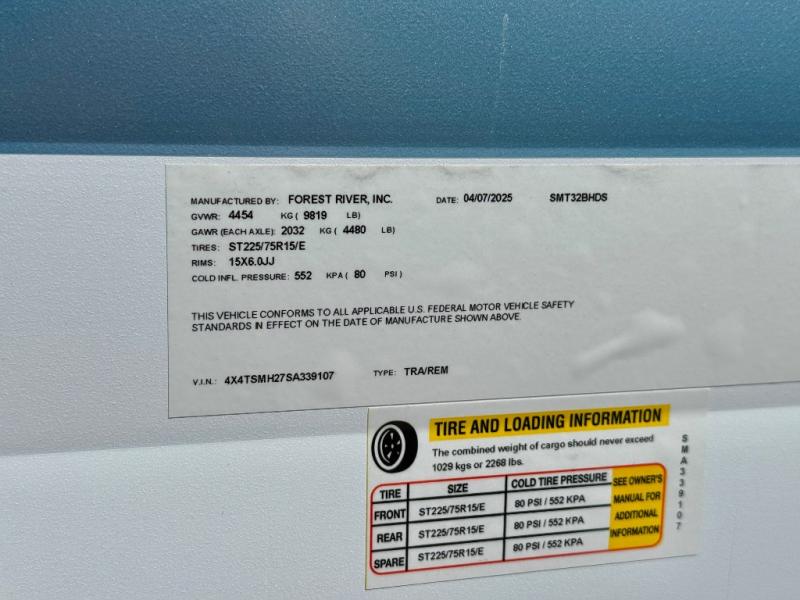 MANUFACTURED BY: FOREST RIVER, INC. DATE: 04/07/2025 SMT32BHDS
GVWR: 4454 KG ( 9819 LB)
GAWR (EACH AXLE): 2032 KG ( 4480 LB)
TIRES: ST225/75R15/E
RIMS: 15X6.0JJ
COLD INFL. PRESSURE: 552 KPA ( 80 PSI)
THIS VEHICLE CONFORMS TO ALL APPLICABLE U.S. FEDERAL MOTOR VEHICLE SAFETY
STANDARDS IN EFFECT ON THE DATE OF MANUFACTURE SHOWN ABOVE.
V.I.N.: 4X4TSMH27SA339107 TYPE: TRA/REM
TIRE AND LOADING INFORMATION
The combined weight of cargo should never exceed
1029 kgs or 2268 lbs.
TIRE SIZE COLD TIRE PRESSURE
FRONT ST225/75R15/E 80 PSI / 552 KPA
REAR ST225/75R15/E 80 PSI / 552 KPA
SPARE ST225/75R15/E 80 PSI / 552 KPA
SEE OWNER'S
MANUAL FOR
ADDITIONAL
INFORMATION
SMA339107